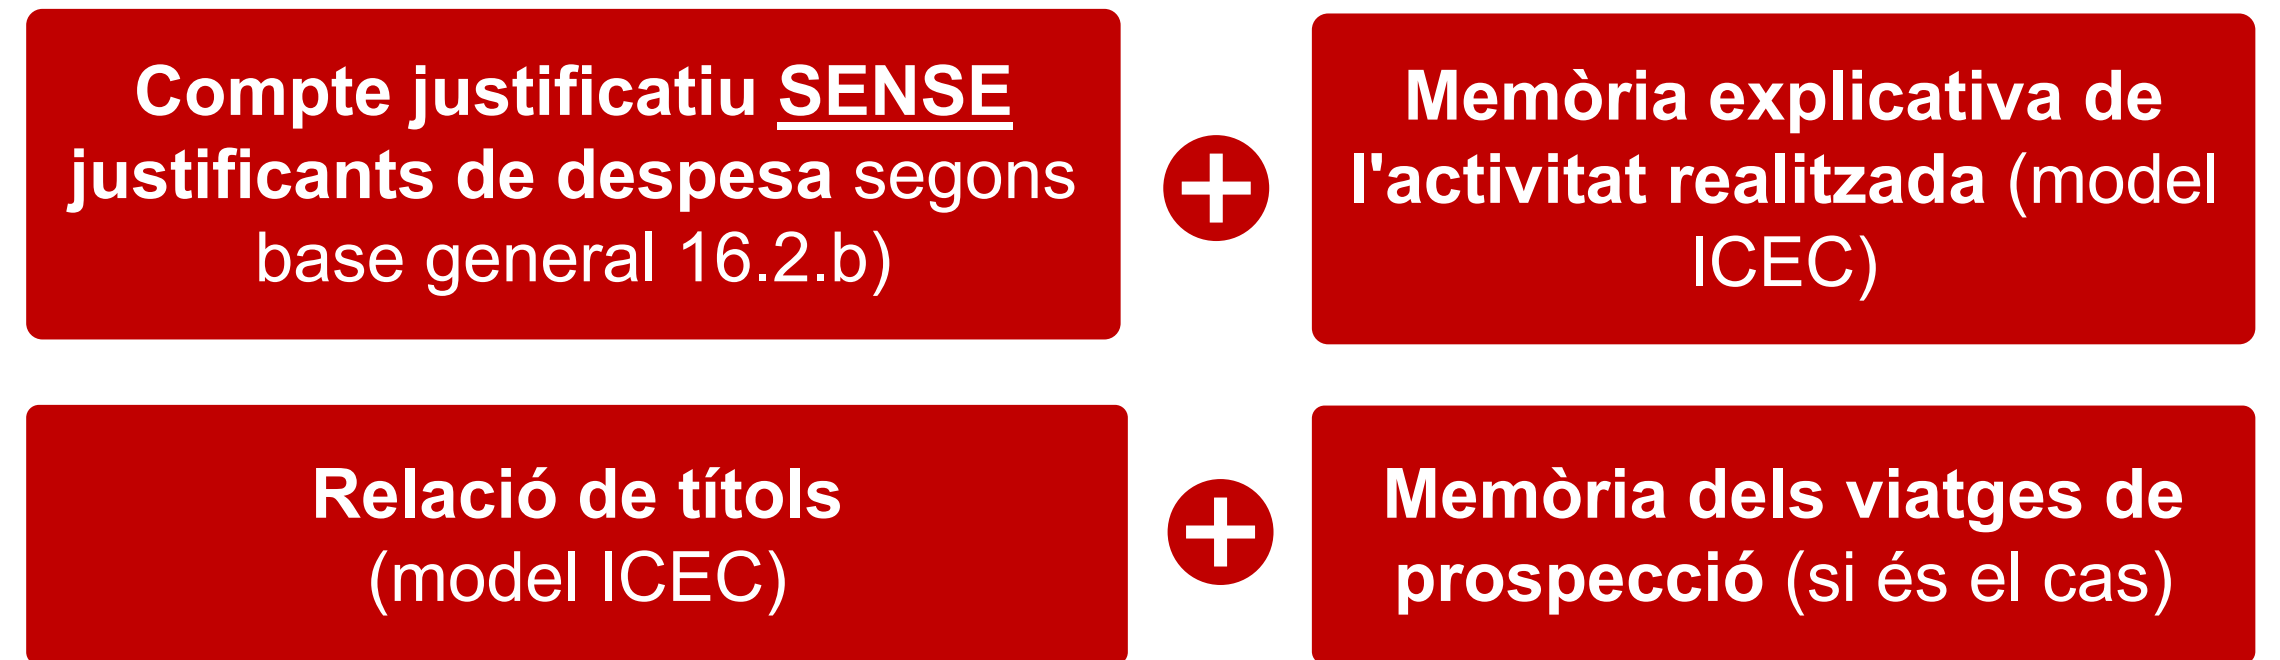 Compte justificatiu SENSE
justificants de despesa segons
base general 16.2.b)
Memòria explicativa de
l'activitat realitzada (model
ICEC)
Relació de títols
(model ICEC)
Memòria dels viatges de
prospecció (si és el cas)